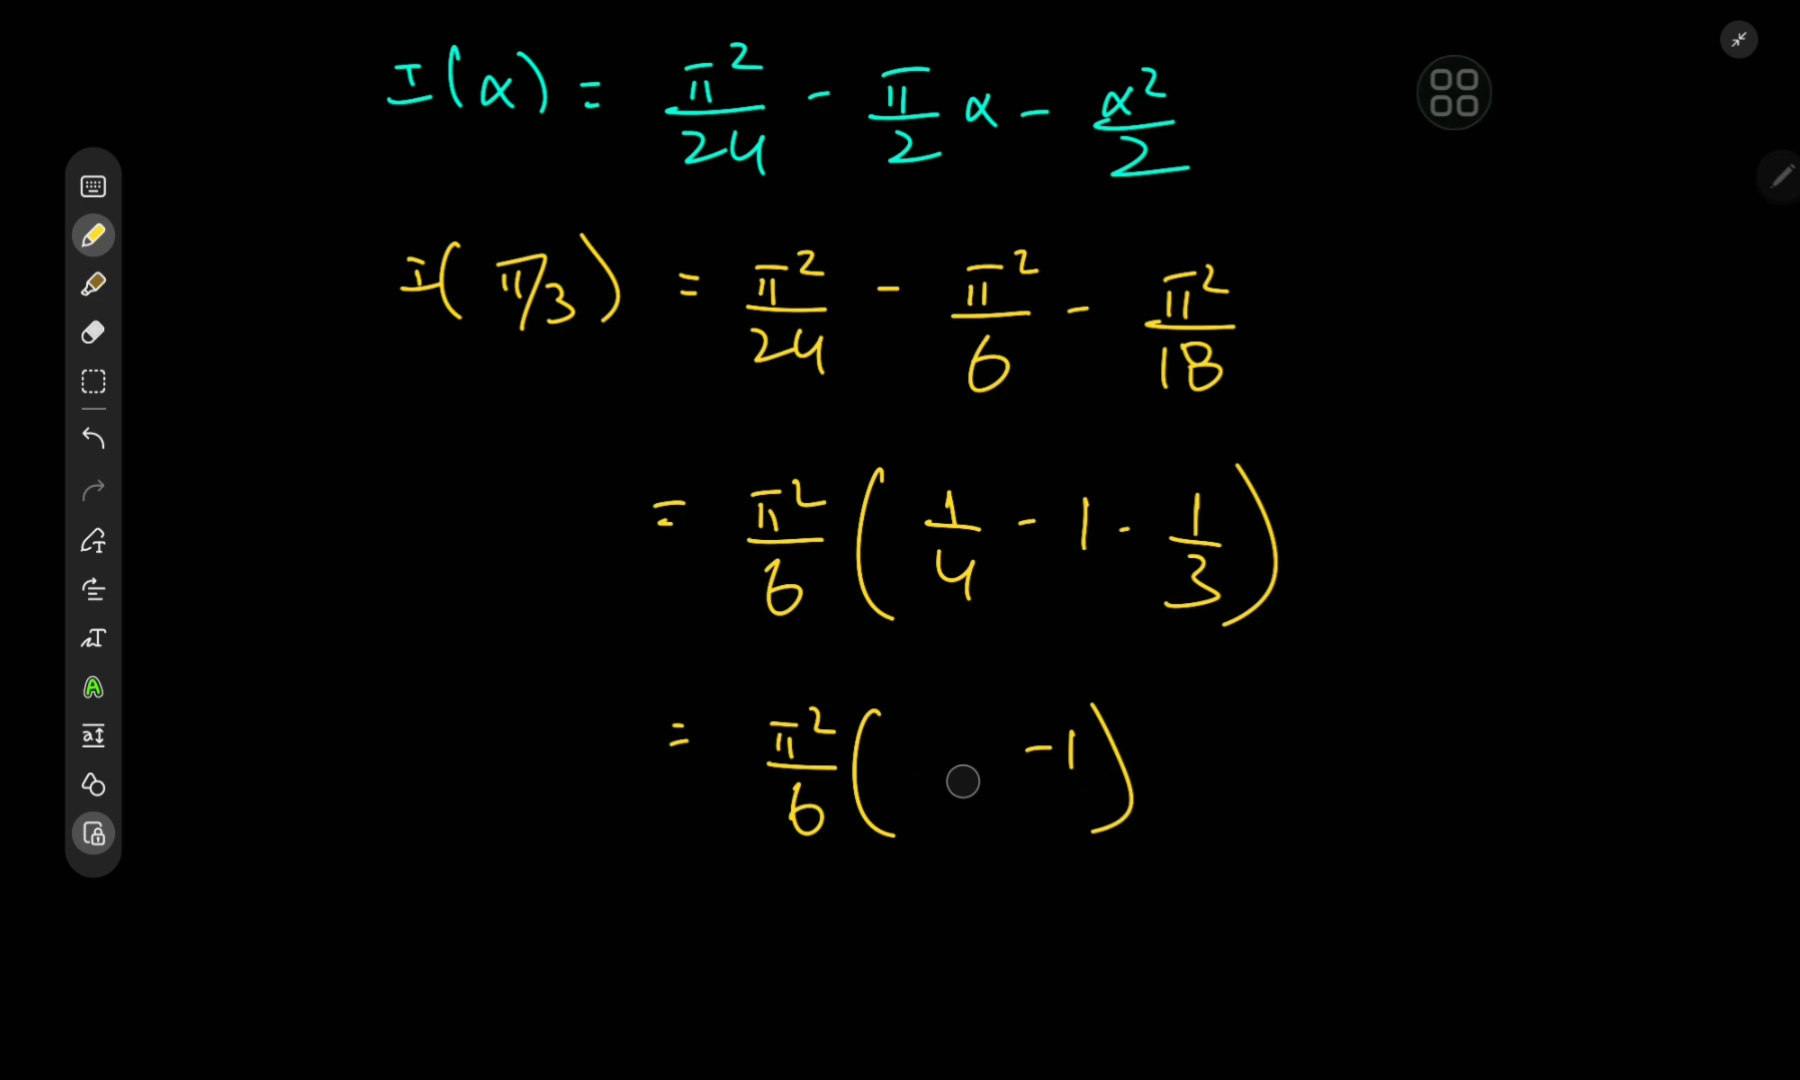 I(α) = π²/24 - π/2 α - α²/2
I(π/3) = π²/24 - π²/6 - π²/18
= π²/6 ( 1/4 - 1 - 1/3 )
= π²/6 ( -1 )